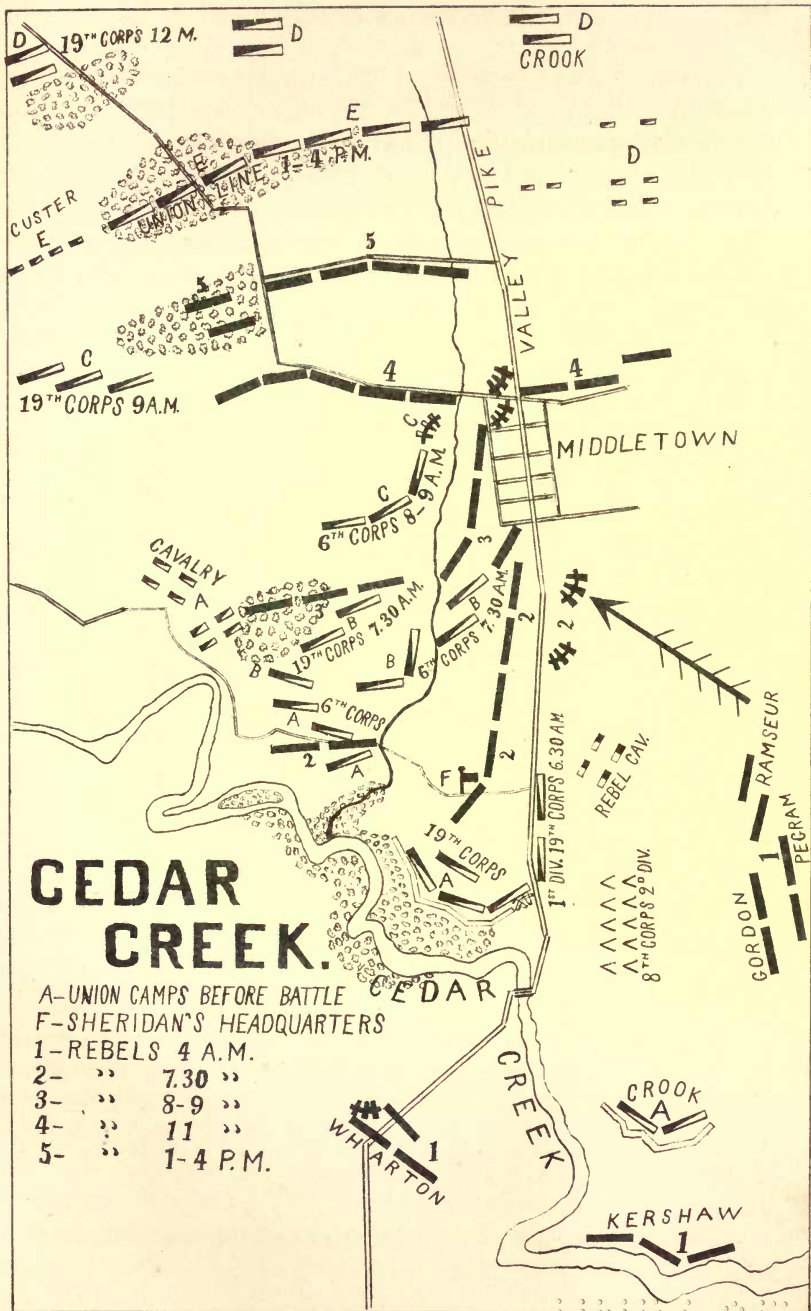 D
19TH CORPS 12 M.
D
D
CROOK
E
E
1-4 P.M.
UNION LINE
D
CUSTER
E
VALLEY PIKE
5
5
C
19TH CORPS 9 A.M.
4
4
C
MIDDLETOWN
C
6TH CORPS 8-9 A.M.
3
CAVALRY
A
3
B
19TH CORPS 7.30 A.M.
B
6TH CORPS 7.30 A.M.
2
2
B
B
6TH CORPS
A
2
A
2
F
RAMSEUR
REBEL CAV.
1ST DIV. 19TH CORPS 6.30 A.M.
19TH CORPS
A
8TH CORPS 2D DIV.
GORDON
1
PEGRAM
CEDAR
CREEK.
A-UNION CAMPS BEFORE BATTLE
F-SHERIDAN'S HEADQUARTERS
1-REBELS 4 A.M.
2- " 7.30 "
3- " 8-9 "
4- " 11 "
5- " 1-4 P.M.
CEDAR CREEK
CROOK
A
WHARTON
1
KERSHAW
1